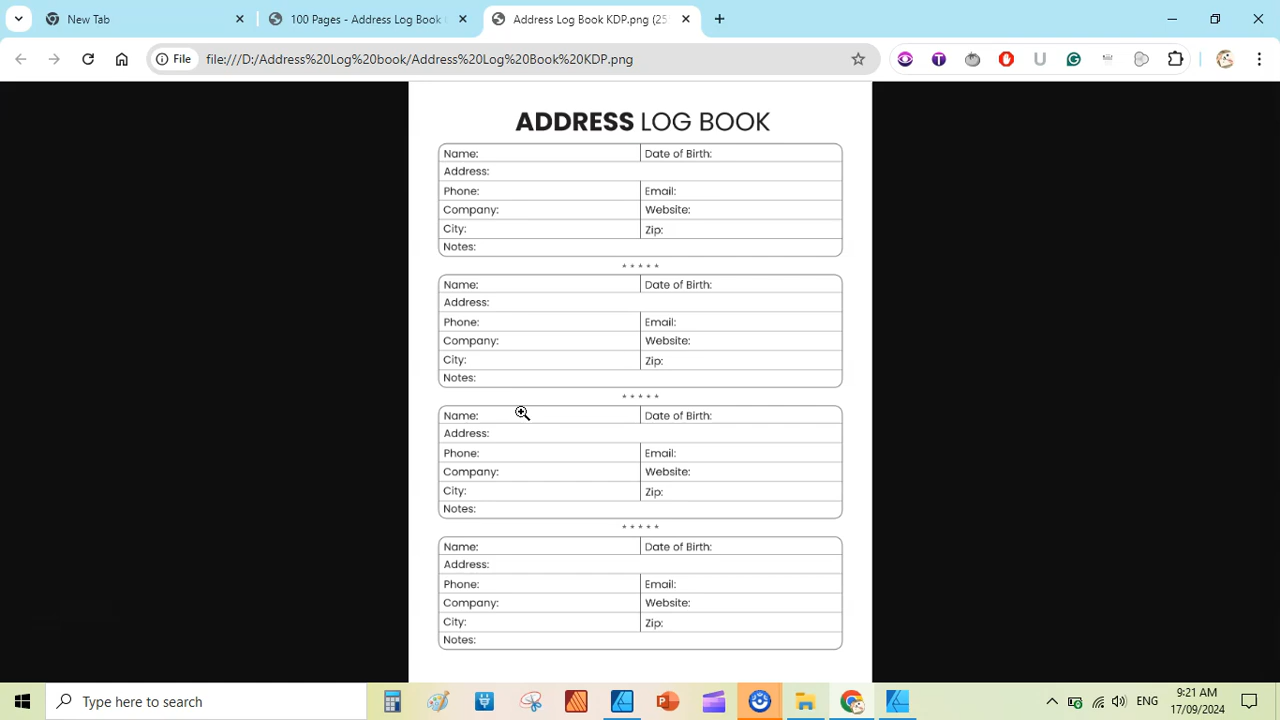 New Tab
100 Pages - Address Log Book
Address Log Book KDP.png (25
File
file:///D:/Address%20Log%20book/Address%20Log%20Book%20KDP.png
ADDRESS LOG BOOK
Name: Date of Birth:
Address:
Phone: Email:
Company: Website:
City: Zip:
Notes:
* * * * *
Name: Date of Birth:
Address:
Phone: Email:
Company: Website:
City: Zip:
Notes:
* * * * *
Name: Date of Birth:
Address:
Phone: Email:
Company: Website:
City: Zip:
Notes:
* * * * *
Name: Date of Birth:
Address:
Phone: Email:
Company: Website:
City: Zip:
Notes:
Type here to search
ENG
9:21 AM
17/09/2024